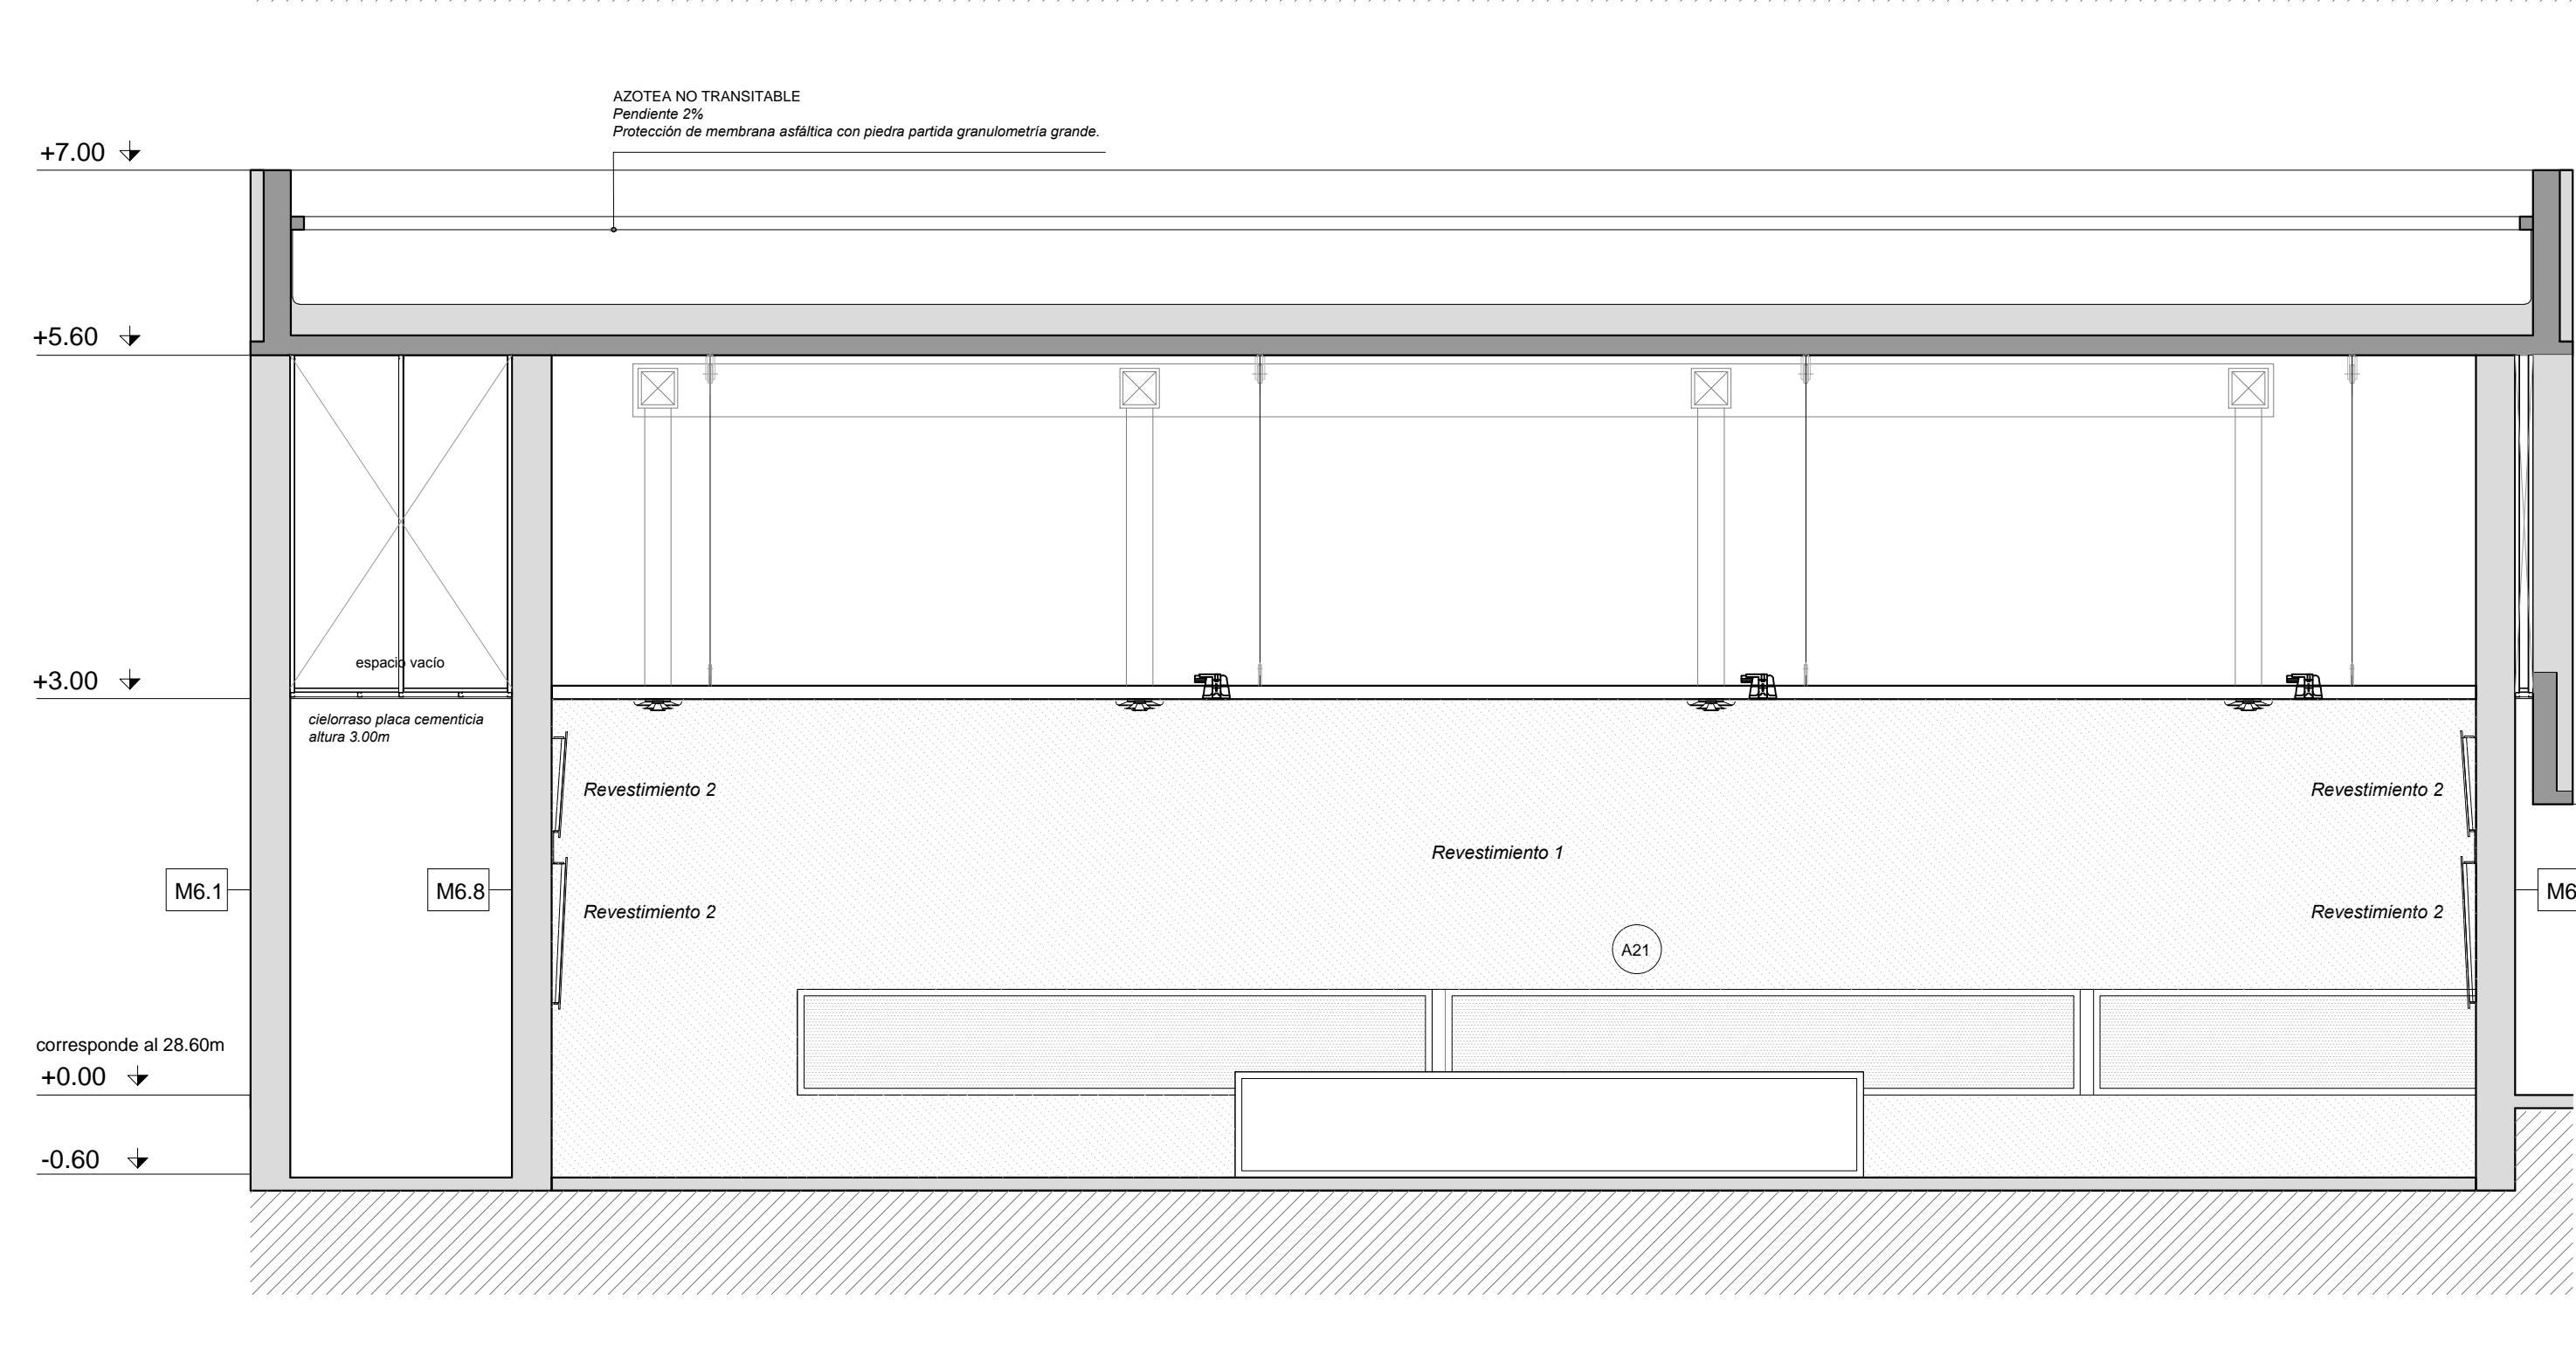 AZOTEA NO TRANSITABLE
Pendiente 2%
Protección de membrana asfáltica con piedra partida granulometría grande.
+7.00
+5.60
espacio vacío
+3.00
cielorraso placa cementicia
altura 3.00m
Revestimiento 2
Revestimiento 2
Revestimiento 1
M6.1
M6.8
M6
Revestimiento 2
Revestimiento 2
A21
corresponde al 28.60m
+0.00
-0.60